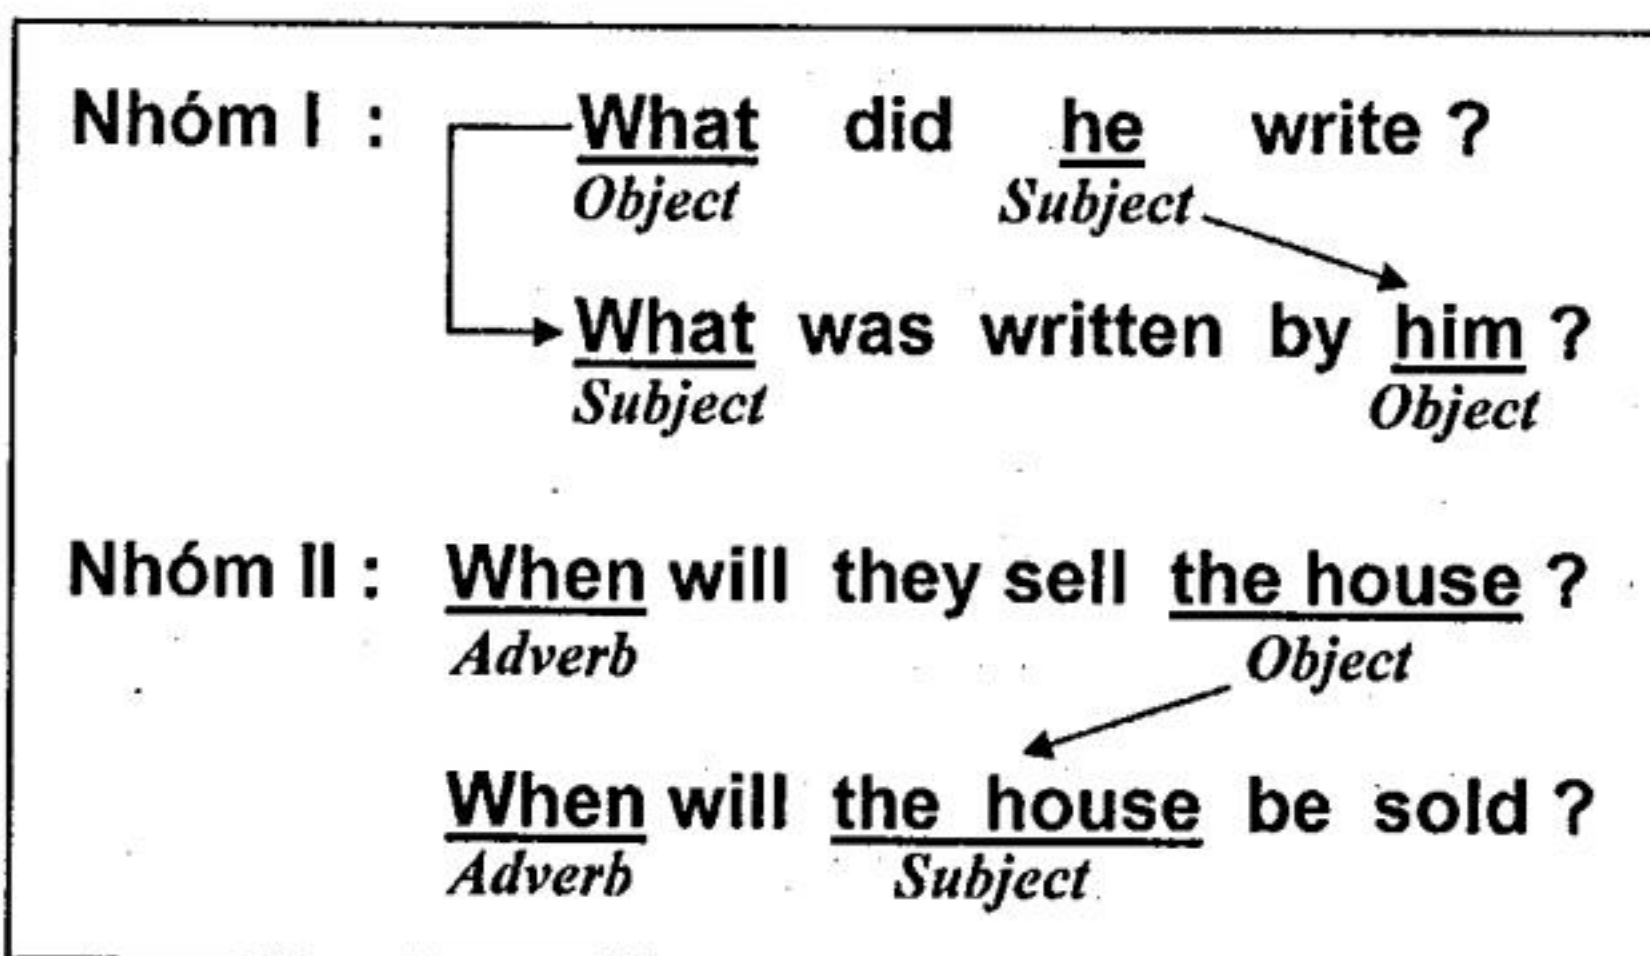 Nhóm I : What did he write ?
Object Subject
What was written by him ?
Subject Object
Nhóm II : When will they sell the house ?
Adverb Object
When will the house be sold ?
Adverb Subject